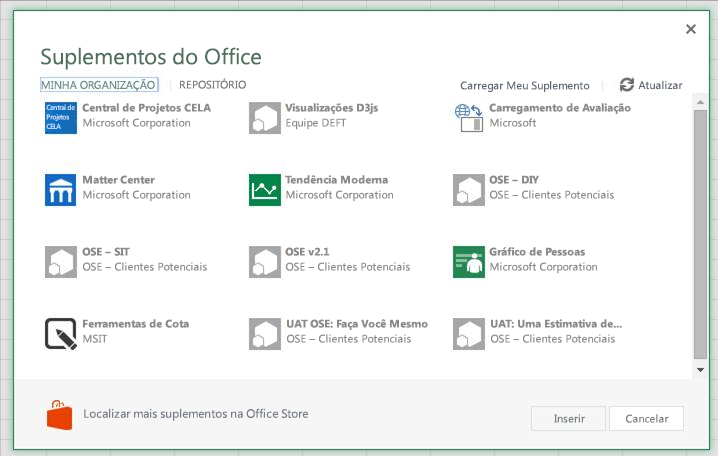 Suplementos do Office
MINHA ORGANIZAÇÃO | REPOSITÓRIO
Carregar Meu Suplemento | Atualizar
Central de Projetos CELA
Central de Projetos CELA
Microsoft Corporation
Visualizações D3js
Equipe DEFT
Carregamento de Avaliação
Microsoft
Matter Center
Microsoft Corporation
Tendência Moderna
Microsoft Corporation
OSE – DIY
OSE – Clientes Potenciais
OSE – SIT
OSE – Clientes Potenciais
OSE v2.1
OSE – Clientes Potenciais
Gráfico de Pessoas
Microsoft Corporation
Ferramentas de Cota
MSIT
UAT OSE: Faça Você Mesmo
OSE – Clientes Potenciais
UAT: Uma Estimativa de...
OSE – Clientes Potenciais
Localizar mais suplementos na Office Store
Inserir
Cancelar